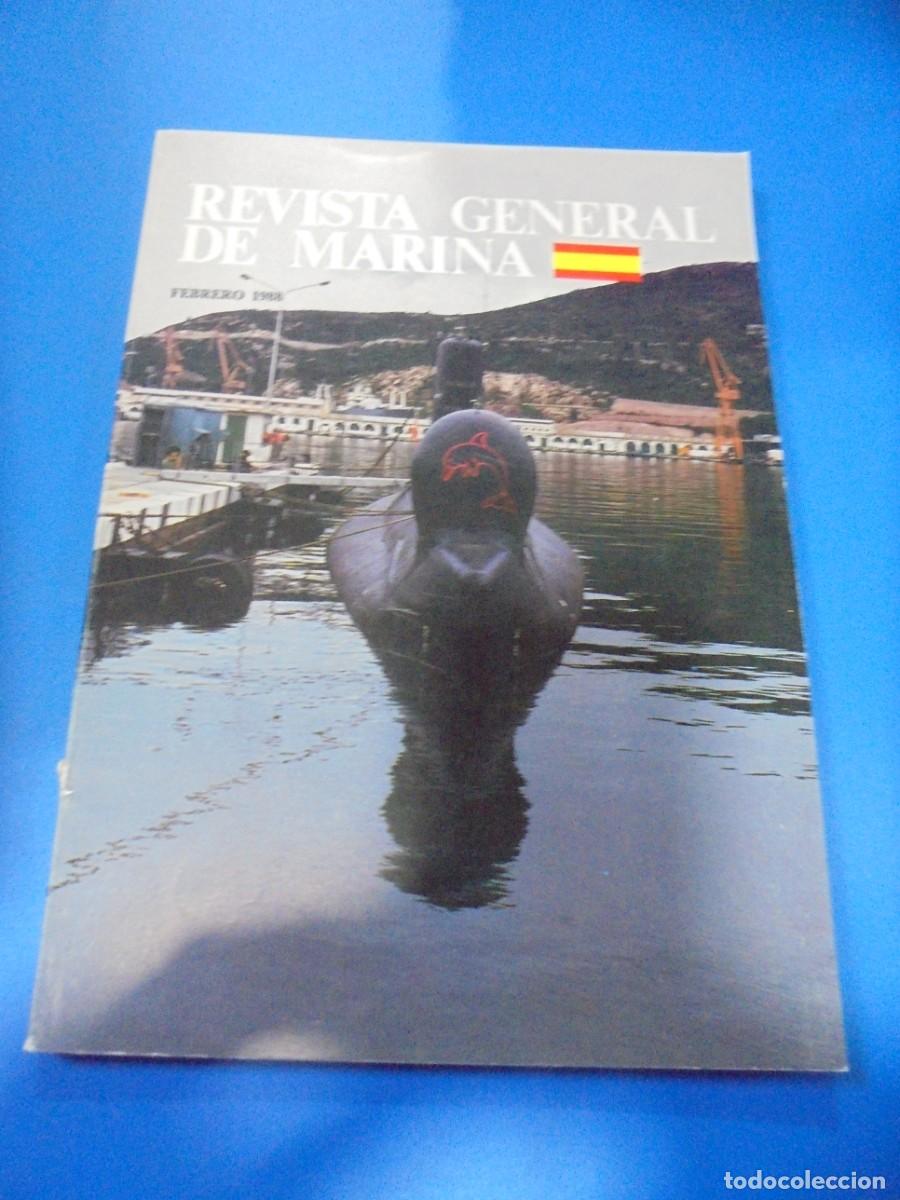 REVISTA GENERAL
DE MARINA
FEBRERO 1988
todocoleccion